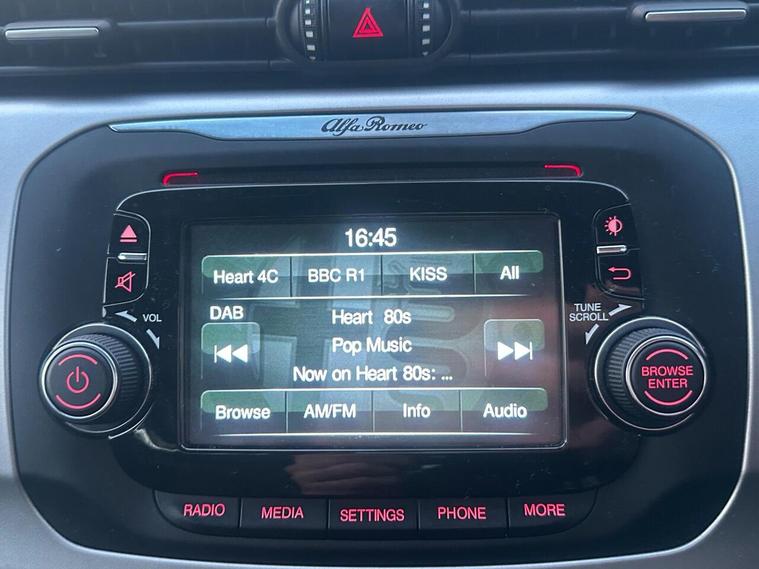 Alfa Romeo
16:45
Heart 4C BBC R1 KISS All
DAB
Heart 80s
Pop Music
Now on Heart 80s: ...
Browse AM/FM Info Audio
VOL
TUNE
SCROLL
BROWSE
ENTER
RADIO MEDIA SETTINGS PHONE MORE